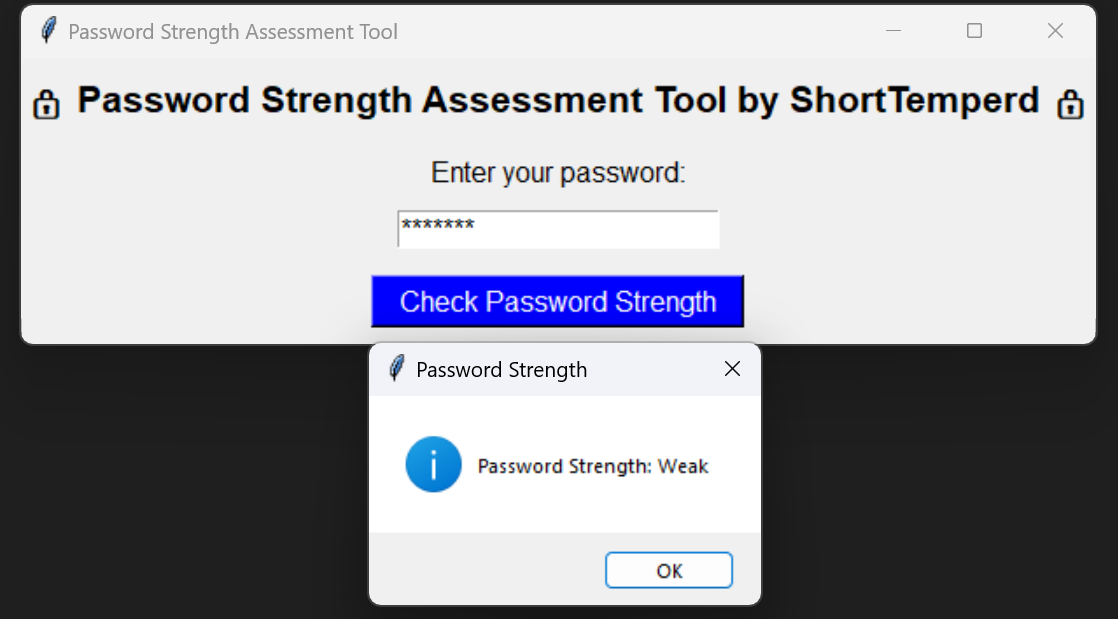 Password Strength Assessment Tool
🔒 Password Strength Assessment Tool by ShortTemperd 🔒
Enter your password:
*******
Check Password Strength
Password Strength
Password Strength: Weak
OK